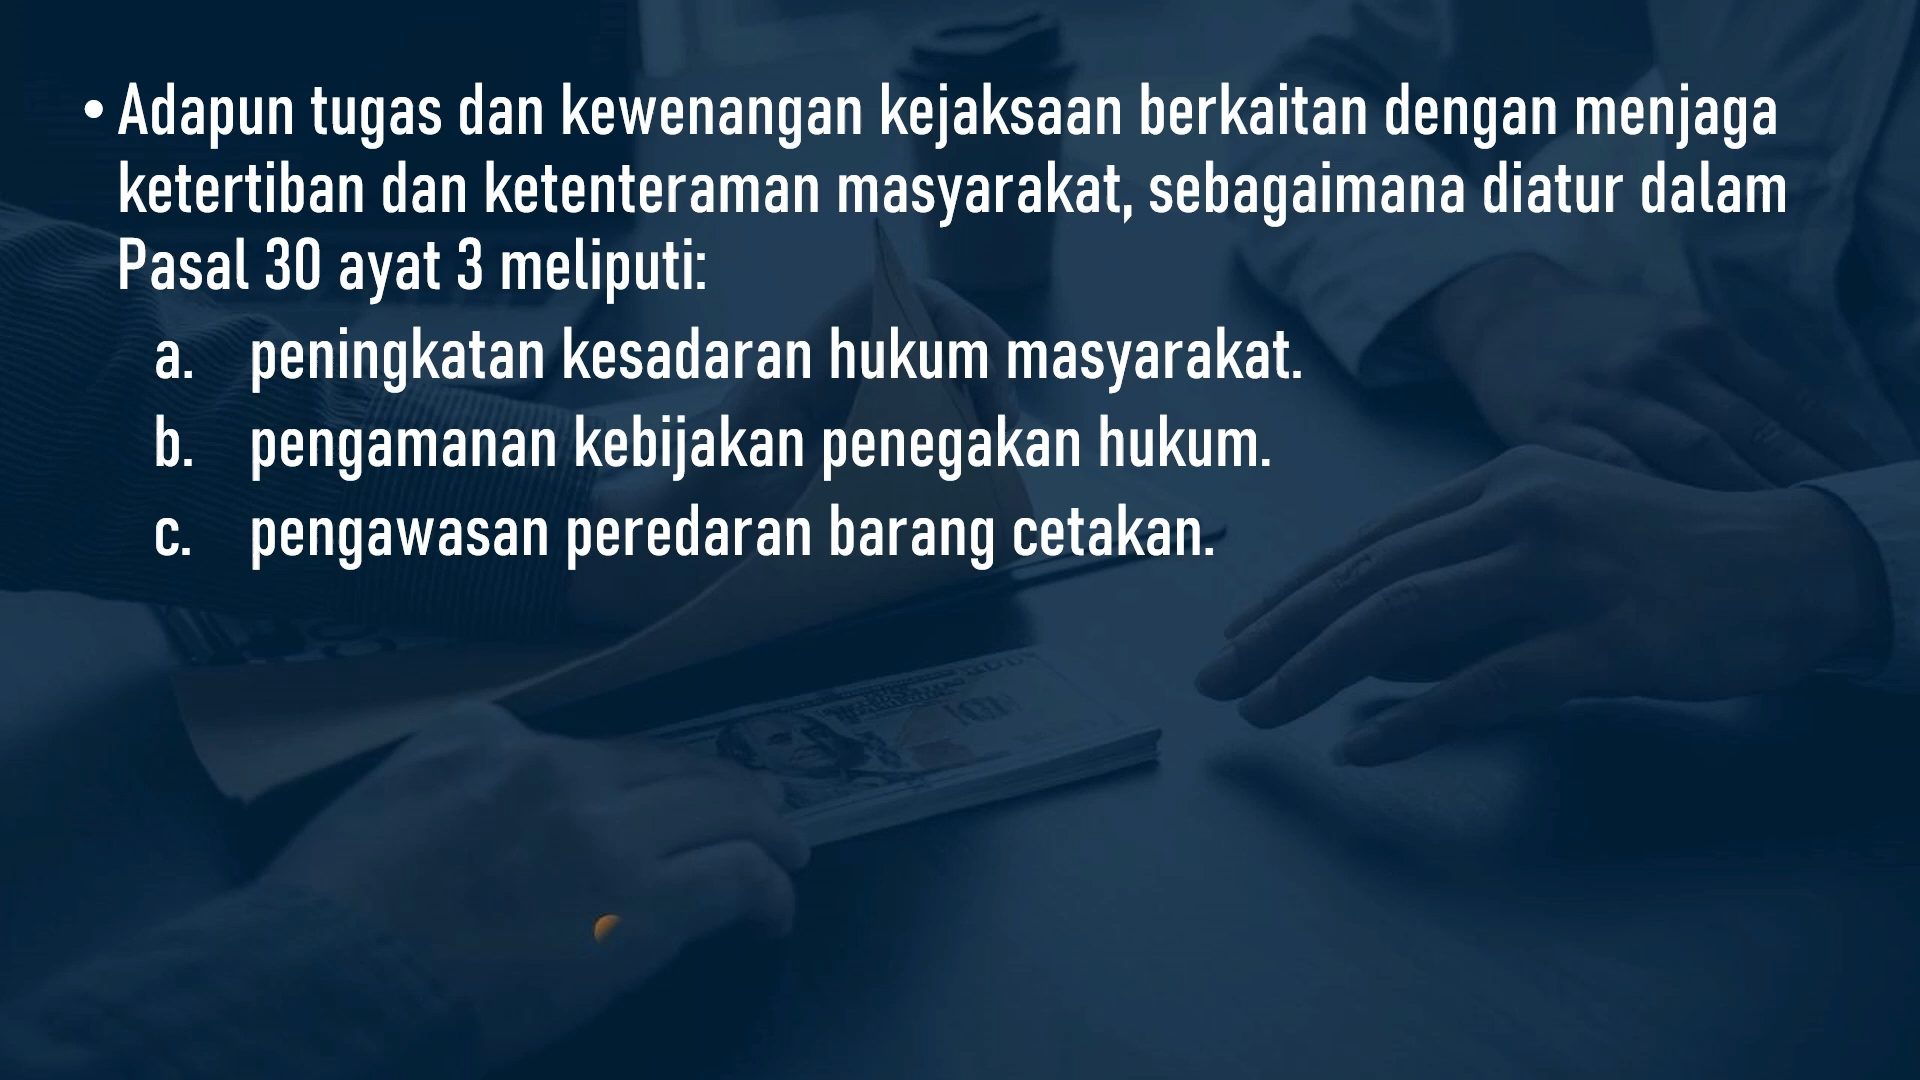 • Adapun tugas dan kewenangan kejaksaan berkaitan dengan menjaga
ketertiban dan ketenteraman masyarakat, sebagaimana diatur dalam
Pasal 30 ayat 3 meliputi:
a. peningkatan kesadaran hukum masyarakat.
b. pengamanan kebijakan penegakan hukum.
c. pengawasan peredaran barang cetakan.